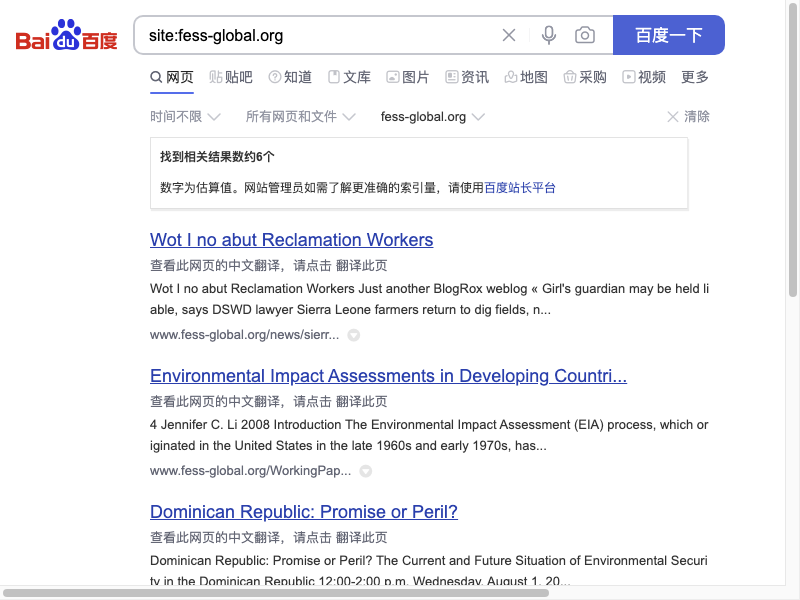 Bai du 百度
site:fess-global.org
百度一下
网页 贴吧 知道 文库 图片 资讯 地图 采购 视频 更多
时间不限 所有网页和文件 fess-global.org 清除
找到相关结果数约6个
数字为估算值。网站管理员如需了解更准确的索引量，请使用百度站长平台
Wot I no abut Reclamation Workers
查看此网页的中文翻译，请点击 翻译此页
Wot I no abut Reclamation Workers Just another BlogRox weblog « Girl's guardian may be held li
able, says DSWD lawyer Sierra Leone farmers return to dig fields, n...
www.fess-global.org/news/sierr...
Environmental Impact Assessments in Developing Countri...
查看此网页的中文翻译，请点击 翻译此页
4 Jennifer C. Li 2008 Introduction The Environmental Impact Assessment (EIA) process, which or
iginated in the United States in the late 1960s and early 1970s, has...
www.fess-global.org/WorkingPap...
Dominican Republic: Promise or Peril?
查看此网页的中文翻译，请点击 翻译此页
Dominican Republic: Promise or Peril? The Current and Future Situation of Environmental Securi
ty in the Dominican Republic 12:00-2:00 p.m. Wednesday, August 1, 20...